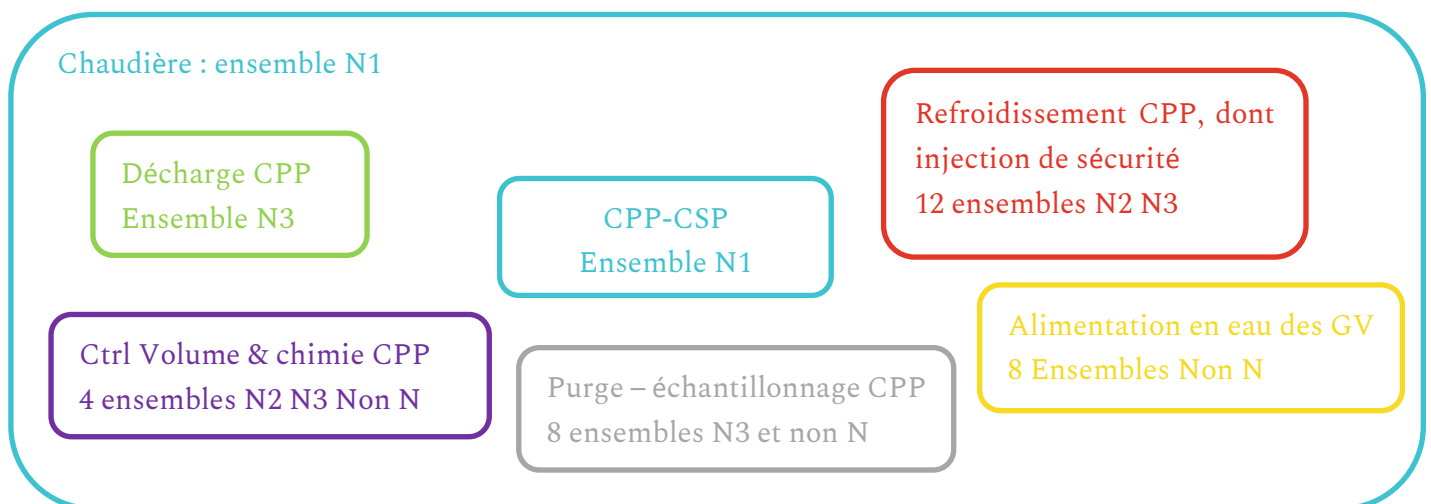 Chaudière : ensemble N1
Décharge CPP
Ensemble N3
CPP-CSP
Ensemble N1
Refroidissement CPP, dont
injection de sécurité
12 ensembles N2 N3
Ctrl Volume & chimie CPP
4 ensembles N2 N3 Non N
Purge – échantillonnage CPP
8 ensembles N3 et non N
Alimentation en eau des GV
8 Ensembles Non N